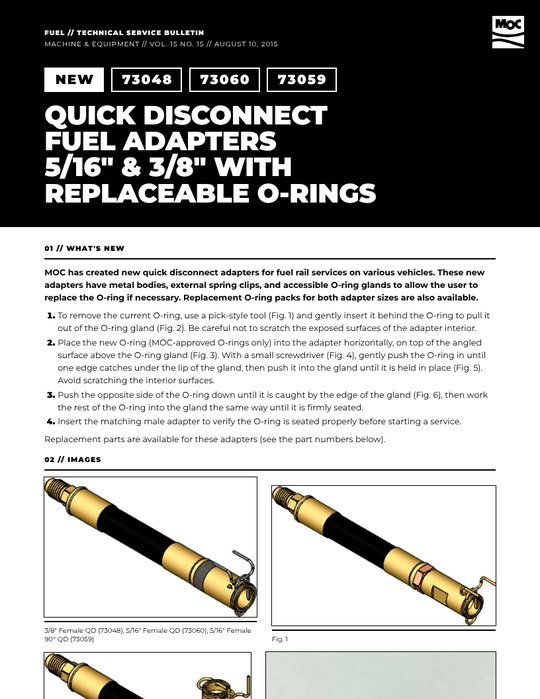 FUEL // TECHNICAL SERVICE BULLETIN
MACHINE & EQUIPMENT // VOL. 15 NO. 15 // AUGUST 10, 2015
MOC
NEW 73048 73060 73059
QUICK DISCONNECT
FUEL ADAPTERS
5/16" & 3/8" WITH
REPLACEABLE O-RINGS
01 // WHAT'S NEW
MOC has created new quick disconnect adapters for fuel rail services on various vehicles. These new
adapters have metal bodies, external spring clips, and accessible O-ring glands to allow the user to
replace the O-ring if necessary. Replacement O-ring packs for both adapter sizes are also available.
1. To remove the current O-ring, use a pick-style tool (Fig. 1) and gently insert it behind the O-ring to pull it
out of the O-ring gland (Fig. 2). Be careful not to scratch the exposed surfaces of the adapter interior.
2. Place the new O-ring (MOC-approved O-rings only) into the adapter horizontally, on top of the angled
surface above the O-ring gland (Fig. 3). With a small screwdriver (Fig. 4), gently push the O-ring in until
one edge catches under the lip of the gland, then push it into the gland until it is held in place (Fig. 5).
Avoid scratching the interior surfaces.
3. Push the opposite side of the O-ring down until it is caught by the edge of the gland (Fig. 6), then work
the rest of the O-ring into the gland the same way until it is firmly seated.
4. Insert the matching male adapter to verify the O-ring is seated properly before starting a service.
Replacement parts are available for these adapters (see the part numbers below).
02 // IMAGES
3/8" Female QD (73048), 5/16" Female QD (73060), 5/16" Female
90° QD (73059)
Fig. 1